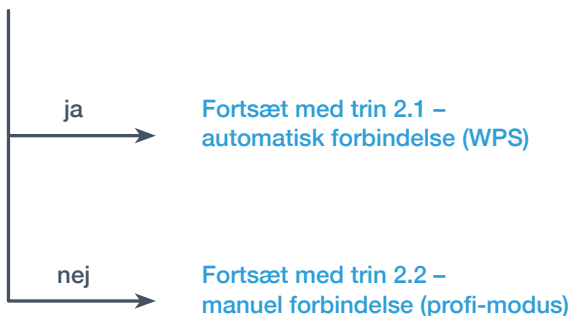 ja
Fortsæt med trin 2.1 –
automatisk forbindelse (WPS)
nej
Fortsæt med trin 2.2 –
manuel forbindelse (profi-modus)